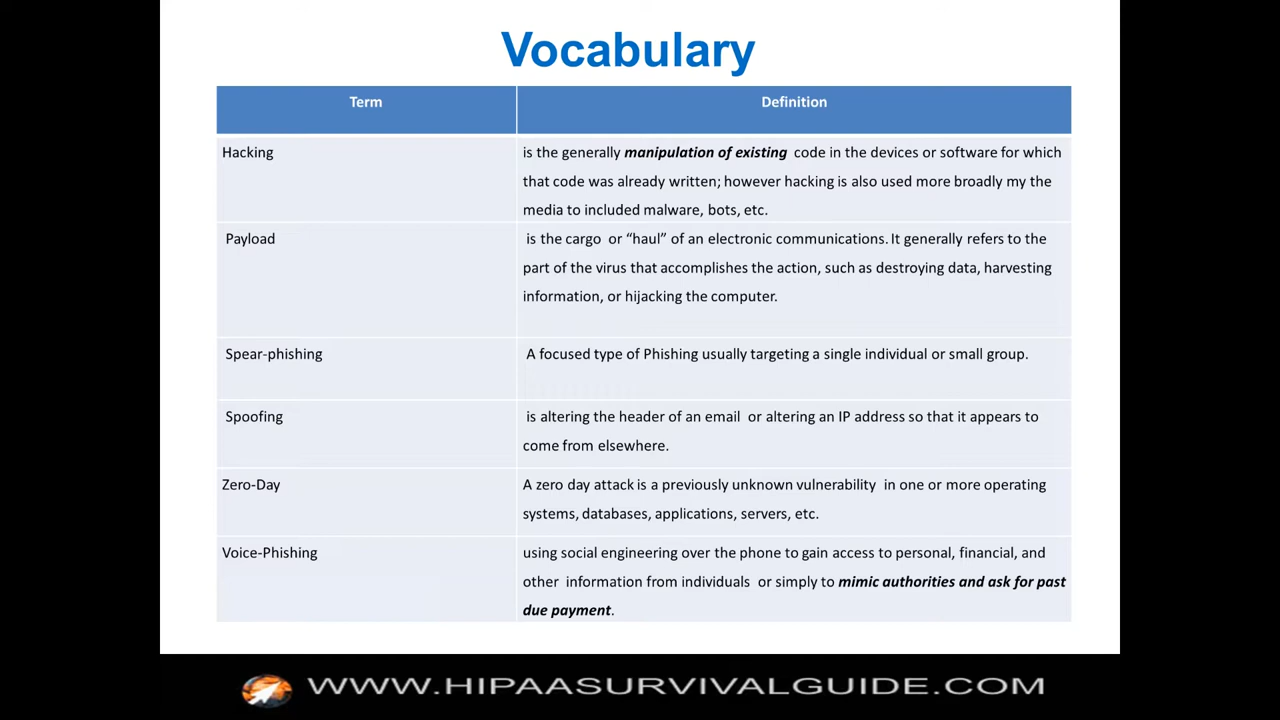 Vocabulary
Term
Definition
Hacking
is the generally manipulation of existing code in the devices or software for which
that code was already written; however hacking is also used more broadly my the
media to included malware, bots, etc.
Payload
is the cargo or “haul” of an electronic communications. It generally refers to the
part of the virus that accomplishes the action, such as destroying data, harvesting
information, or hijacking the computer.
Spear-phishing
A focused type of Phishing usually targeting a single individual or small group.
Spoofing
is altering the header of an email or altering an IP address so that it appears to
come from elsewhere.
Zero-Day
A zero day attack is a previously unknown vulnerability in one or more operating
systems, databases, applications, servers, etc.
Voice-Phishing
using social engineering over the phone to gain access to personal, financial, and
other information from individuals or simply to mimic authorities and ask for past
due payment.
WWW.HIPAASURVIVALGUIDE.COM